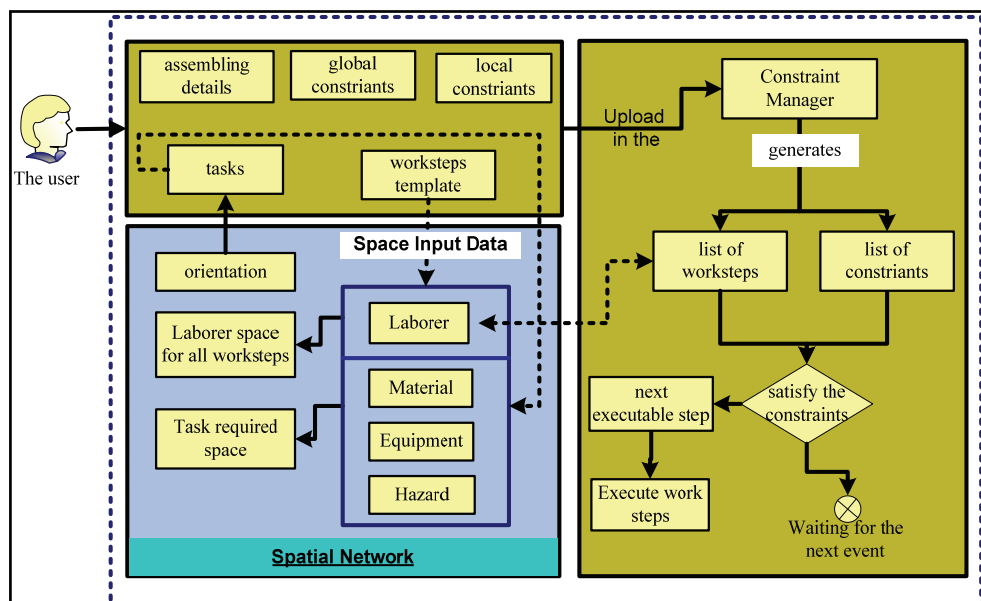 The user
assembling
details
global
constriants
local
constriants
tasks
worksteps
template
Upload
in the
Constraint
Manager
generates
list of
worksteps
list of
constriants
satisfy the
constraints
next
executable step
Execute work
steps
Waiting for the
next event
Space Input Data
orientation
Laborer space
for all worksteps
Task required
space
Laborer
Material
Equipment
Hazard
Spatial Network